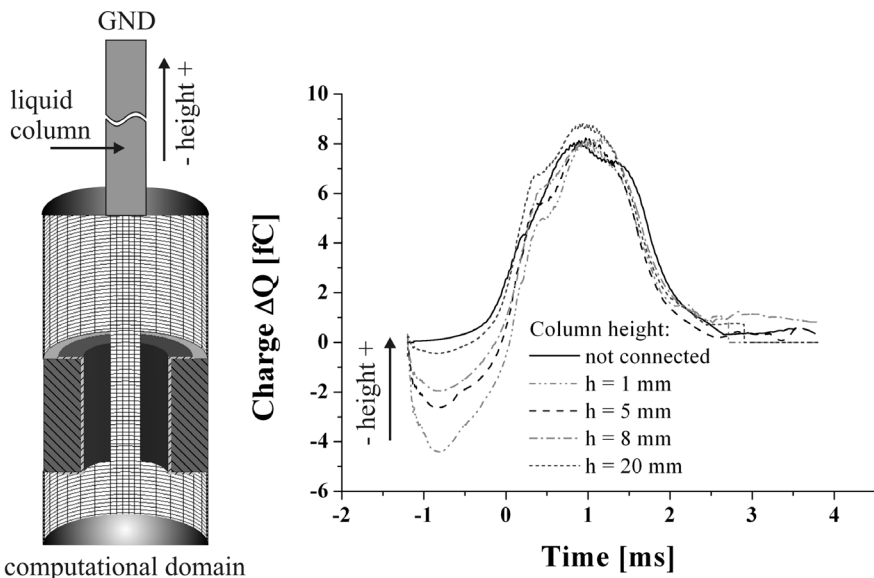 GND
liquid
column
- height +
computational domain
Charge ΔQ [fC]
10
8
6
4
2
0
-2
-4
-6
- height +
Column height:
not connected
h = 1 mm
h = 5 mm
h = 8 mm
h = 20 mm
-2 -1 0 1 2 3 4
Time [ms]